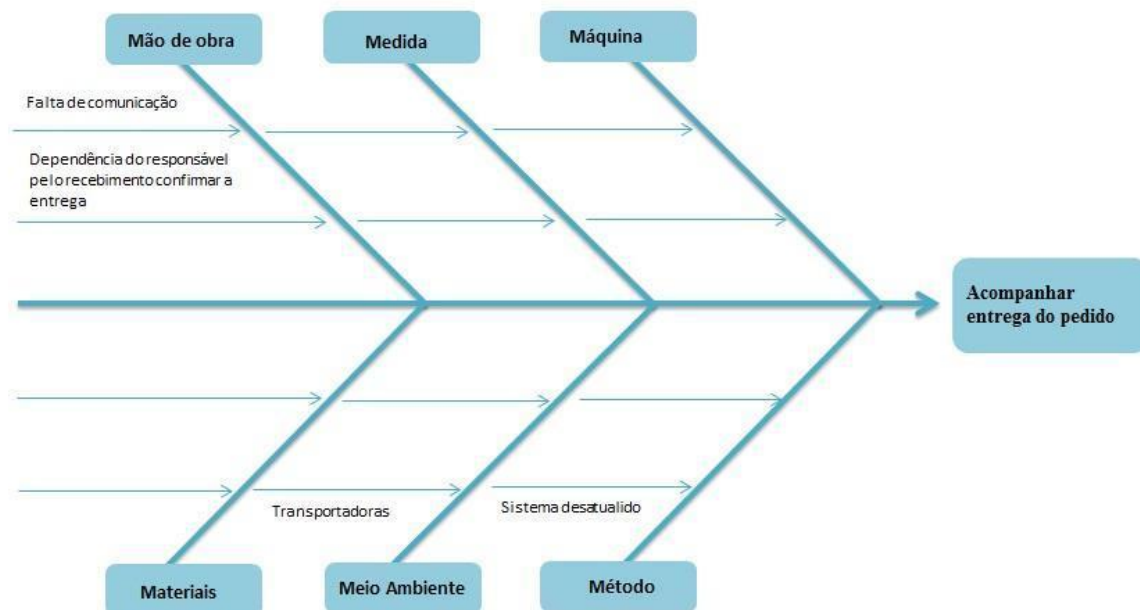 Mão de obra
Medida
Máquina
Falta de comunicação
Dependência do responsável
pelo recebimento confirmar a
entrega
Acompanhar
entrega do pedido
Transportadoras
Sistema desatualido
Materiais
Meio Ambiente
Método